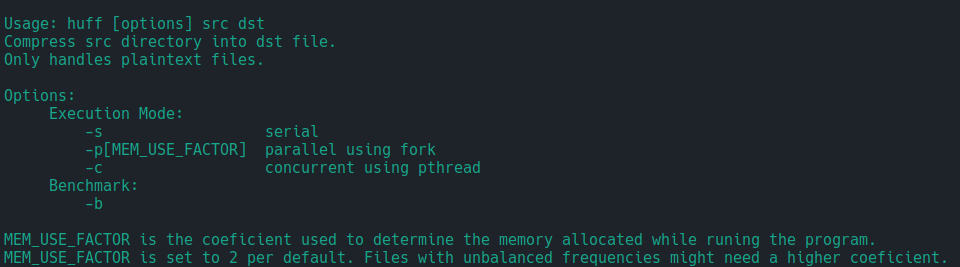 Usage: huff [options] src dst
Compress src directory into dst file.
Only handles plaintext files.
Options:
Execution Mode:
-s serial
-p[MEM_USE_FACTOR] parallel using fork
-c concurrent using pthread
Benchmark:
-b
MEM_USE_FACTOR is the coeficient used to determine the memory allocated while runing the program.
MEM_USE_FACTOR is set to 2 per default. Files with unbalanced frequencies might need a higher coeficient.